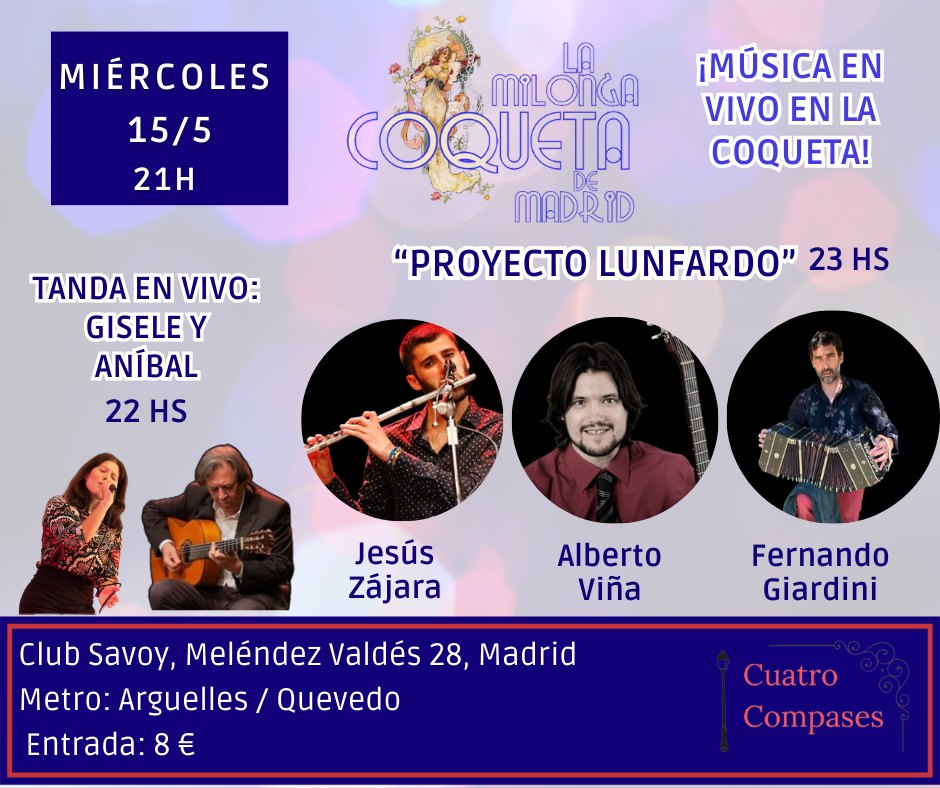 MIÉRCOLES
15/5
21H
LA
MILONGA
COQUETA
DE
MADRID
¡MÚSICA EN
VIVO EN LA
COQUETA!
“PROYECTO LUNFARDO” 23 HS
TANDA EN VIVO:
GISELE Y
ANÍBAL
22 HS
Jesús
Zájara
Alberto
Viña
Fernando
Giardini
Club Savoy, Meléndez Valdés 28, Madrid
Metro: Arguelles / Quevedo
Entrada: 8 €
Cuatro
Compases